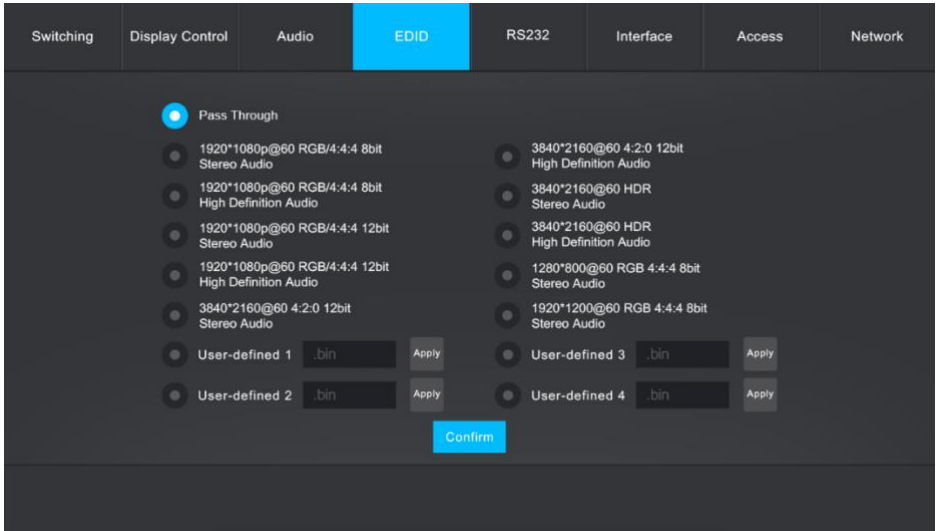 Switching
Display Control
Audio
EDID
RS232
Interface
Access
Network
Pass Through
1920*1080p@60 RGB/4:4:4 8bit
Stereo Audio
1920*1080p@60 RGB/4:4:4 8bit
High Definition Audio
1920*1080p@60 RGB/4:4:4 12bit
Stereo Audio
1920*1080p@60 RGB/4:4:4 12bit
High Definition Audio
3840*2160@60 4:2:0 12bit
Stereo Audio
3840*2160@60 4:2:0 12bit
High Definition Audio
3840*2160@60 HDR
Stereo Audio
3840*2160@60 HDR
High Definition Audio
1280*800@60 RGB 4:4:4 8bit
Stereo Audio
1920*1200@60 RGB 4:4:4 8bit
Stereo Audio
User-defined 1 .bin Apply
User-defined 3 .bin Apply
User-defined 2 .bin Apply
User-defined 4 .bin Apply
Confirm